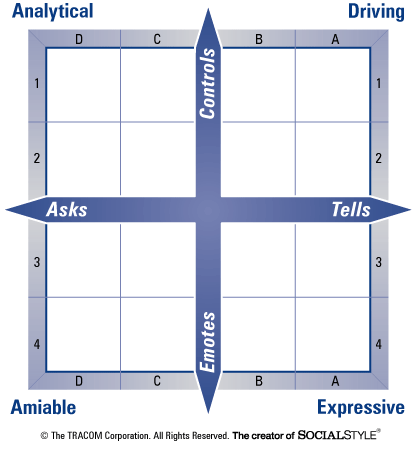 Analytical Driving
D C B A
Controls
1 1
2 2
Asks Tells
3 3
Emotes
4 4
D C B A
Amiable Expressive
© The TRACOM Corporation. All Rights Reserved. The creator of SOCIALSTYLE®